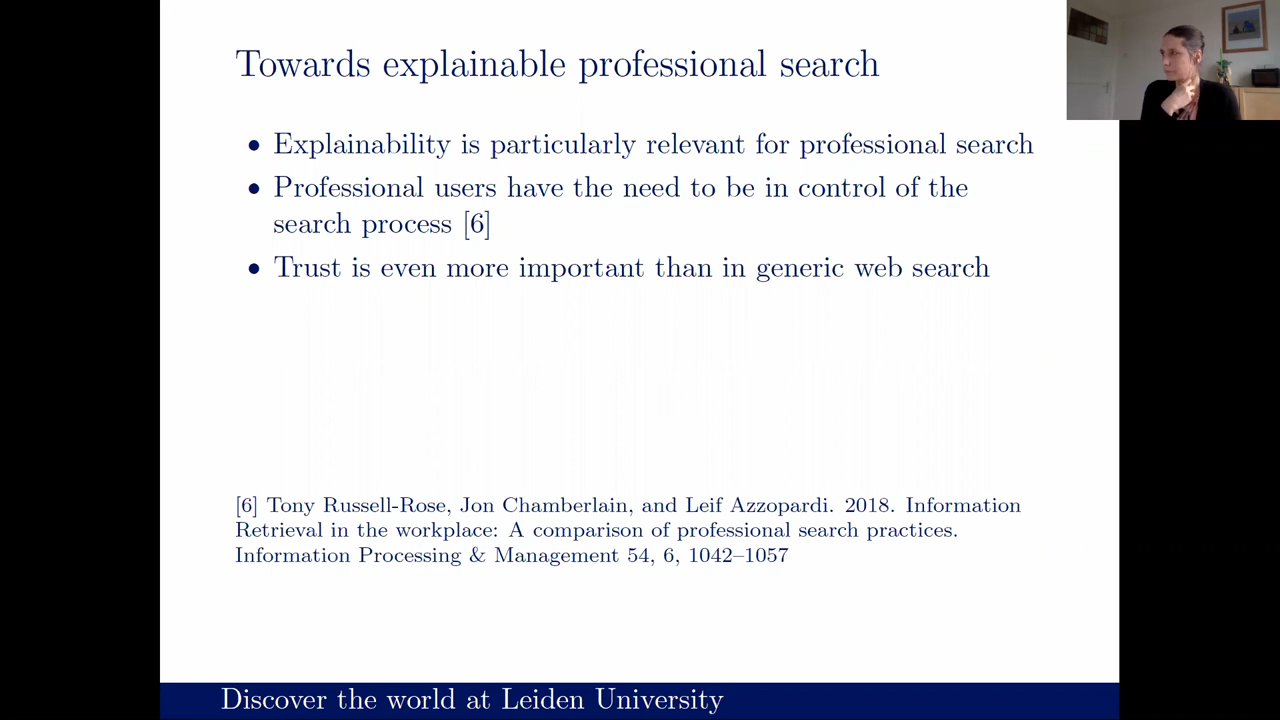 Towards explainable professional search
• Explainability is particularly relevant for professional search
• Professional users have the need to be in control of the
search process [6]
• Trust is even more important than in generic web search
[6] Tony Russell-Rose, Jon Chamberlain, and Leif Azzopardi. 2018. Information
Retrieval in the workplace: A comparison of professional search practices.
Information Processing & Management 54, 6, 1042–1057
Discover the world at Leiden University